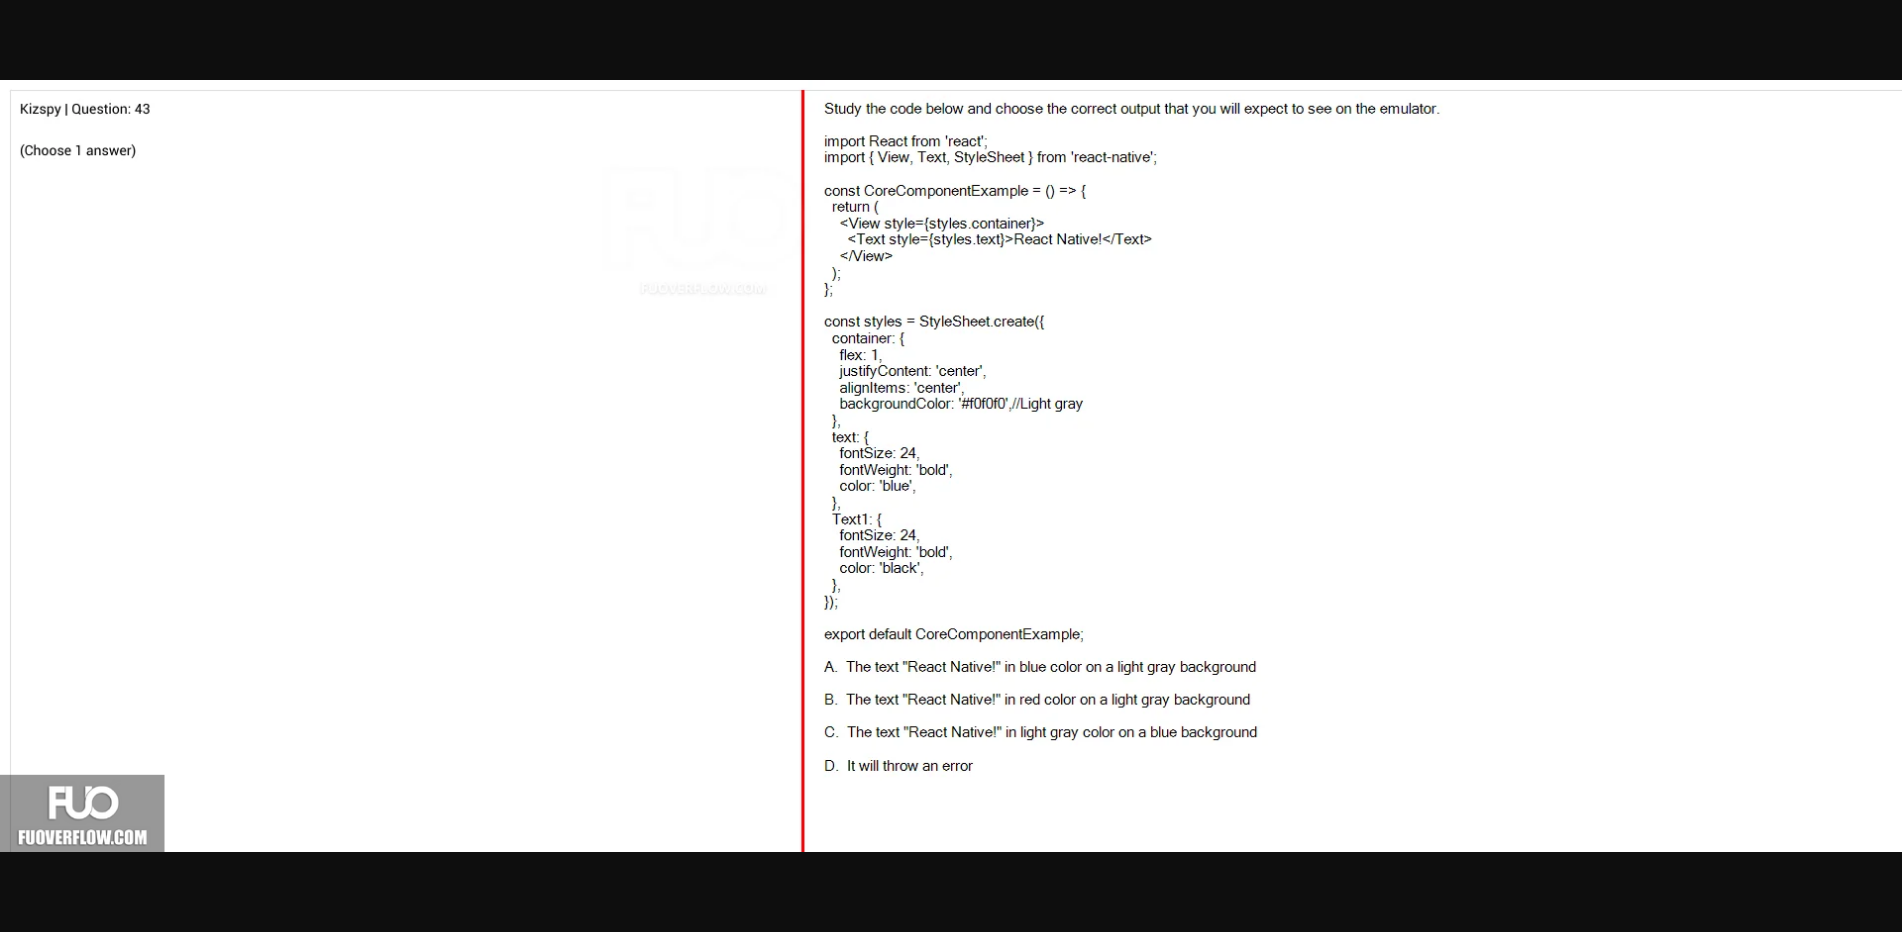 Kizspy | Question: 43
(Choose 1 answer)
FUOVERFLOW.COM
Study the code below and choose the correct output that you will expect to see on the emulator.
import React from 'react';
import { View, Text, StyleSheet } from 'react-native';
const CoreComponentExample = () => {
return (
<View style={styles.container}>
<Text style={styles.text}>React Native!</Text>
</View>
);
};
const styles = StyleSheet.create({
container: {
flex: 1,
justifyContent: 'center',
alignItems: 'center',
backgroundColor: '#f0f0f0',//Light gray
},
text: {
fontSize: 24,
fontWeight: 'bold',
color: 'blue',
},
Text1: {
fontSize: 24,
fontWeight: 'bold',
color: 'black',
},
});
export default CoreComponentExample;
A. The text "React Native!" in blue color on a light gray background
B. The text "React Native!" in red color on a light gray background
C. The text "React Native!" in light gray color on a blue background
D. It will throw an error
FUO
FUOVERFLOW.COM